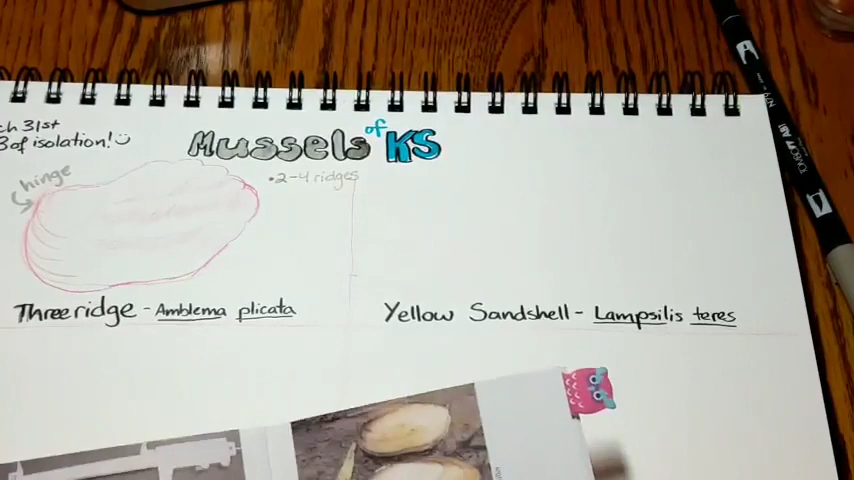 ch 31st
3 of isolation!
Mussels of KS
hinge
• 2-4 ridges
Threeridge - Amblema plicata
Yellow Sandshell - Lampsilis teres